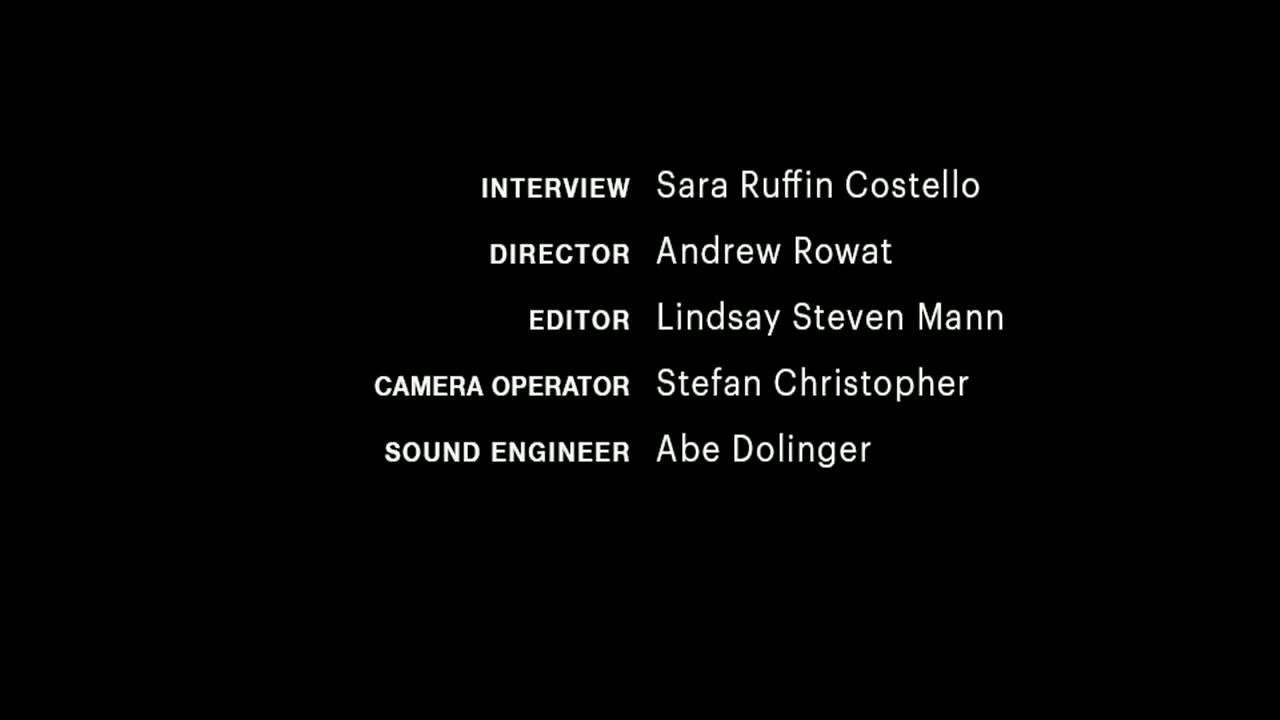 INTERVIEW Sara Ruffin Costello
DIRECTOR Andrew Rowat
EDITOR Lindsay Steven Mann
CAMERA OPERATOR Stefan Christopher
SOUND ENGINEER Abe Dolinger